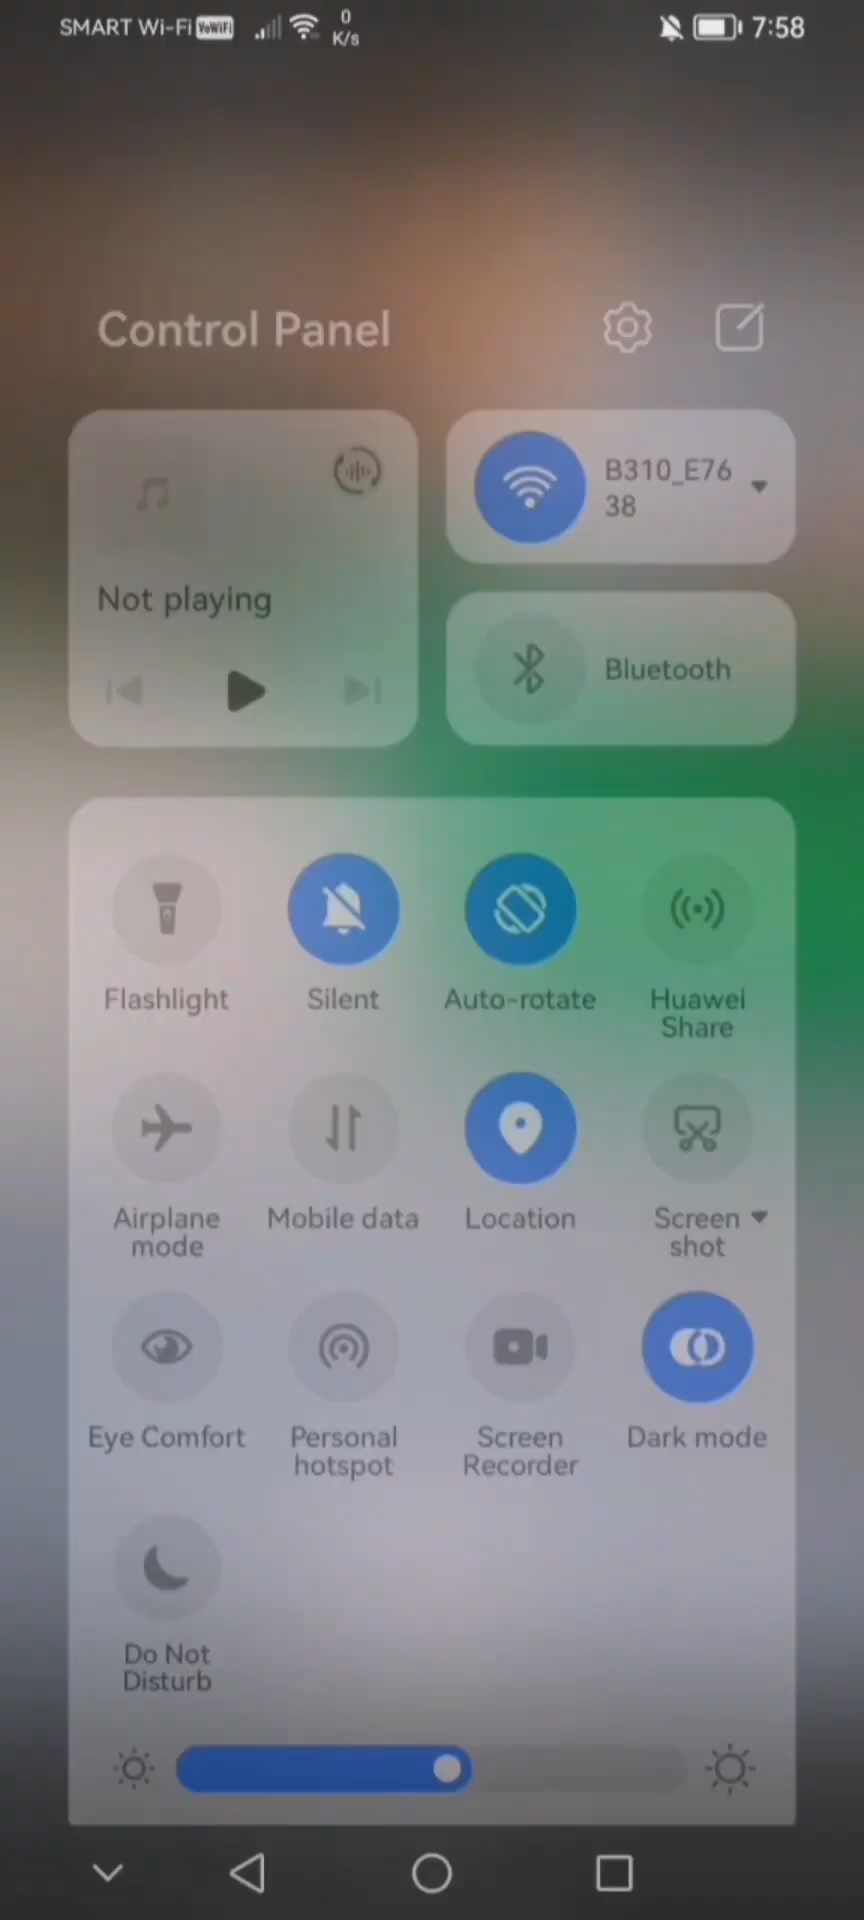 SMART Wi-Fi VoWiFi 0 K/s 7:58
Control Panel
B310_E76
38
Not playing
Bluetooth
Flashlight Silent Auto-rotate Huawei
Share
Airplane Mobile data Location Screen
mode shot
Eye Comfort Personal Screen Dark mode
hotspot Recorder
Do Not
Disturb